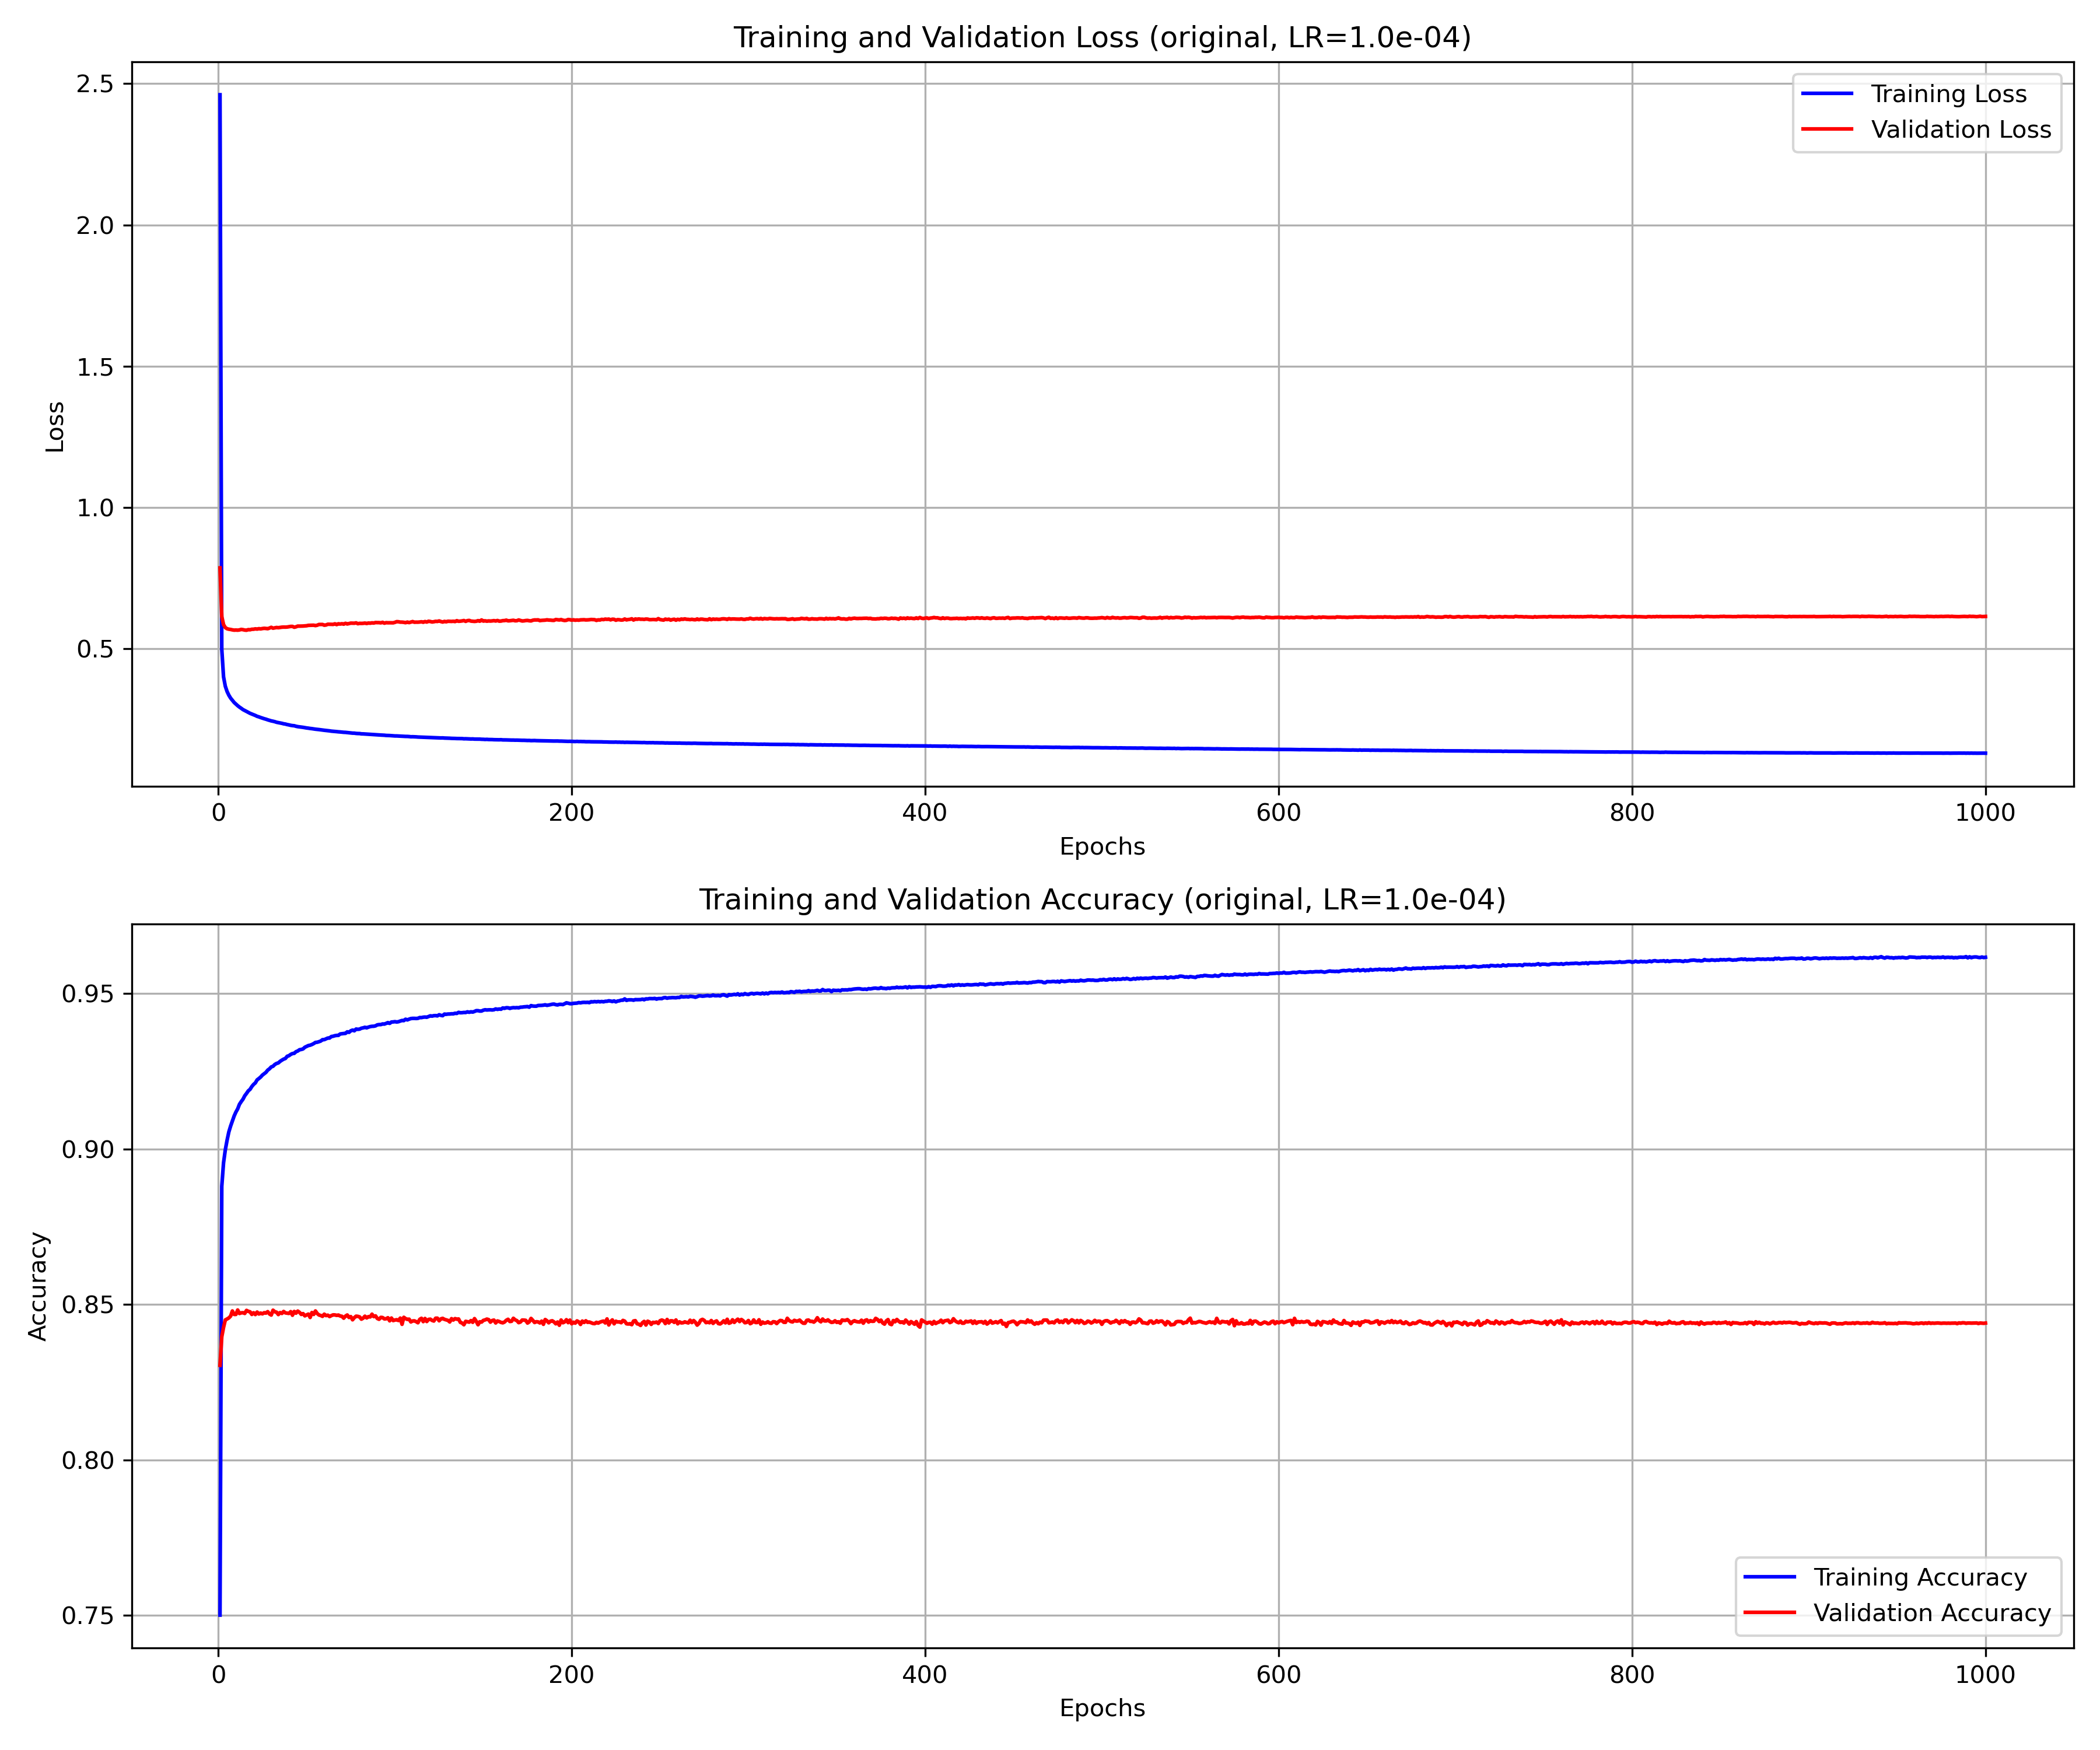 Training and Validation Loss (original, LR=1.0e-04)
Training Loss
Validation Loss
2.5
2.0
1.5
1.0
0.5
Loss
0 200 400 600 800 1000
Epochs
Training and Validation Accuracy (original, LR=1.0e-04)
0.95
0.90
0.85
0.80
0.75
Accuracy
Training Accuracy
Validation Accuracy
0 200 400 600 800 1000
Epochs